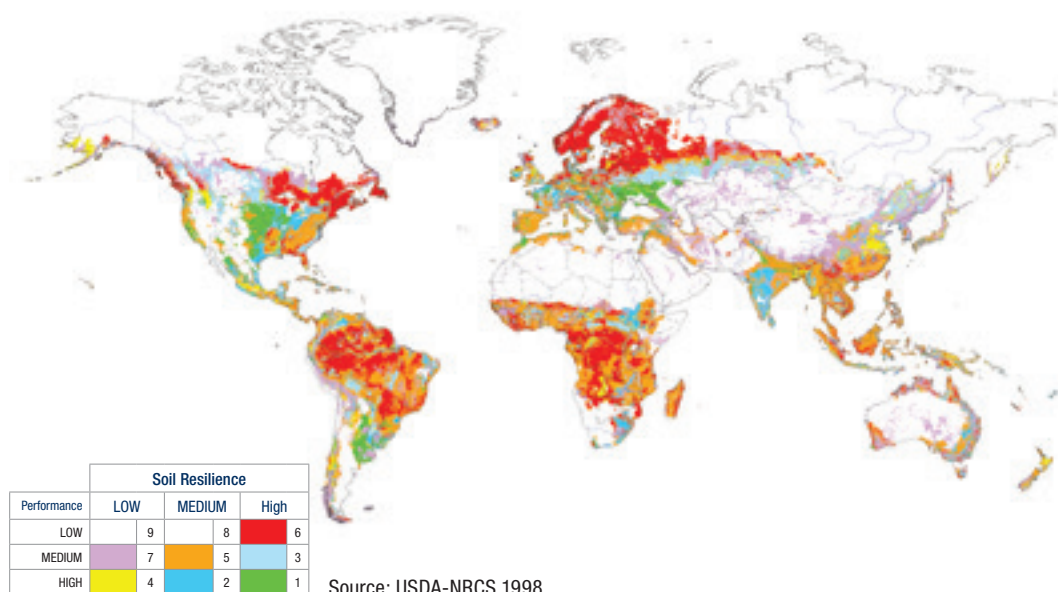 Soil Resilience
Performance LOW MEDIUM High
LOW 9 8 6
MEDIUM 7 5 3
HIGH 4 2 1
Source: USDA-NRCS 1998